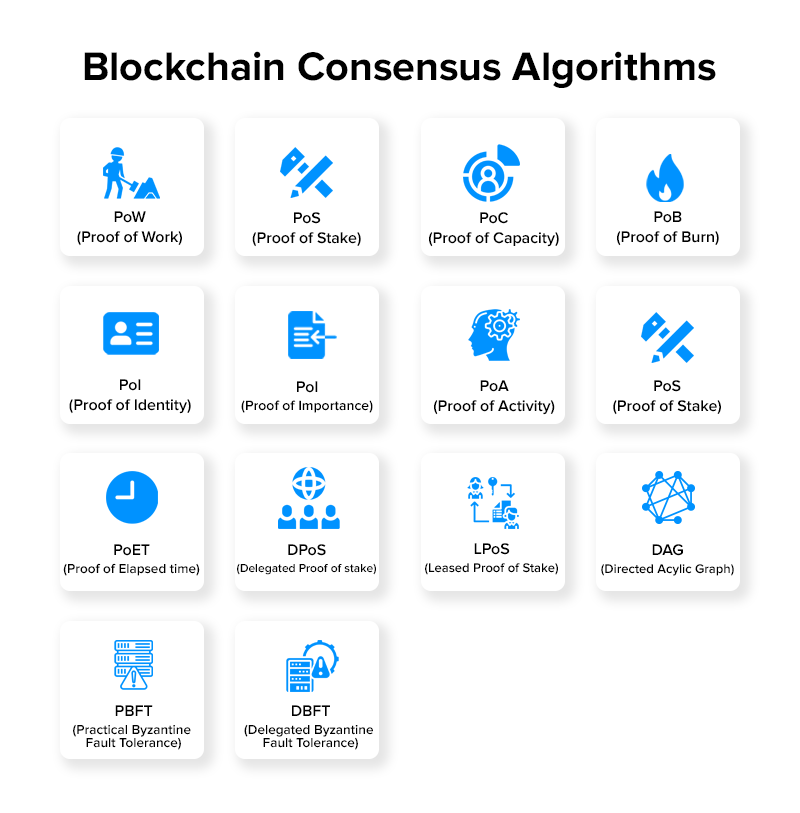 Blockchain Consensus Algorithms
PoW
(Proof of Work)
PoS
(Proof of Stake)
PoC
(Proof of Capacity)
PoB
(Proof of Burn)
PoI
(Proof of Identity)
PoI
(Proof of Importance)
PoA
(Proof of Activity)
PoS
(Proof of Stake)
PoET
(Proof of Elapsed time)
DPoS
(Delegated Proof of stake)
LPoS
(Leased Proof of Stake)
DAG
(Directed Acylic Graph)
PBFT
(Practical Byzantine
Fault Tolerance)
DBFT
(Delegated Byzantine
Fault Tolerance)